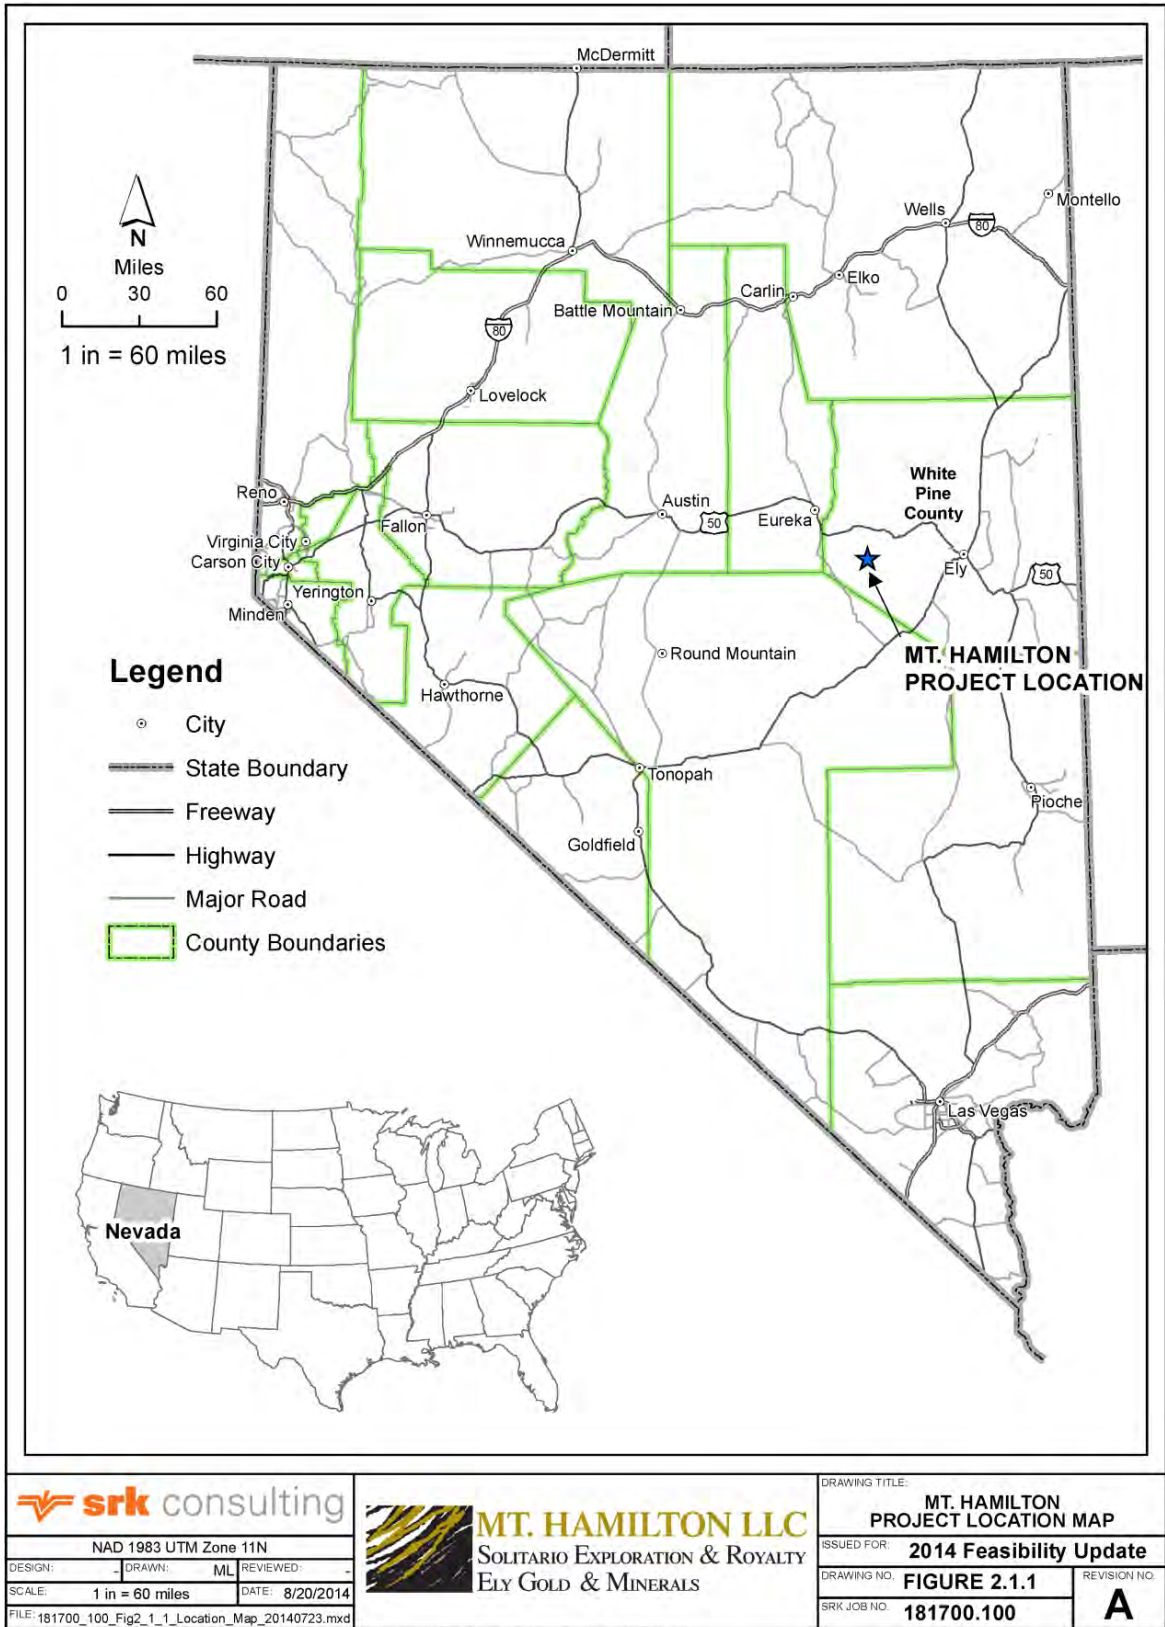 McDermitt
Montello
Wells
80
Winnemucca
Elko
Carlin
Battle Mountain
80
N
Miles
0 30 60
1 in = 60 miles
Lovelock
White
Pine
County
Reno
Austin
50
Eureka
Fallon
Virginia City
Carson City
Ely
50
Yerington
Minden
Round Mountain
MT. HAMILTON
PROJECT LOCATION
Hawthorne
Tonopah
Pioche
Goldfield
Legend
City
State Boundary
Freeway
Highway
Major Road
County Boundaries
Las Vegas
Nevada
srk consulting
NAD 1983 UTM Zone 11N
DESIGN: - DRAWN: ML REVIEWED: -
SCALE: 1 in = 60 miles DATE: 8/20/2014
FILE: 181700_100_Fig2_1_1_Location_Map_20140723.mxd
MT. HAMILTON LLC
SOLITARIO EXPLORATION & ROYALTY
ELY GOLD & MINERALS
DRAWING TITLE:
MT. HAMILTON
PROJECT LOCATION MAP
ISSUED FOR: 2014 Feasibility Update
DRAWING NO. FIGURE 2.1.1
SRK JOB NO. 181700.100
REVISION NO.
A